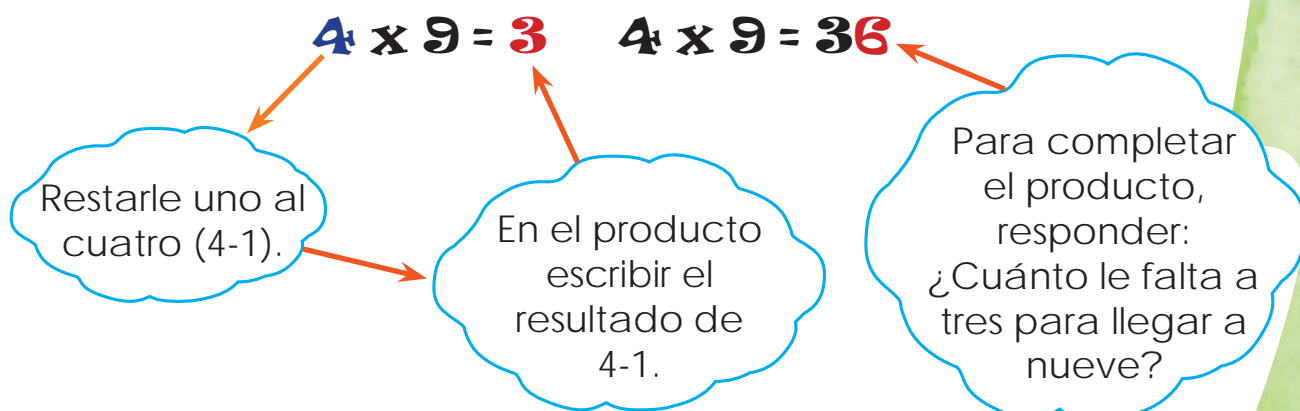 4 x 9 = 3
4 x 9 = 36
Restarle uno al
cuatro (4-1).
En el producto
escribir el
resultado de
4-1.
Para completar
el producto,
responder:
¿Cuánto le falta a
tres para llegar a
nueve?